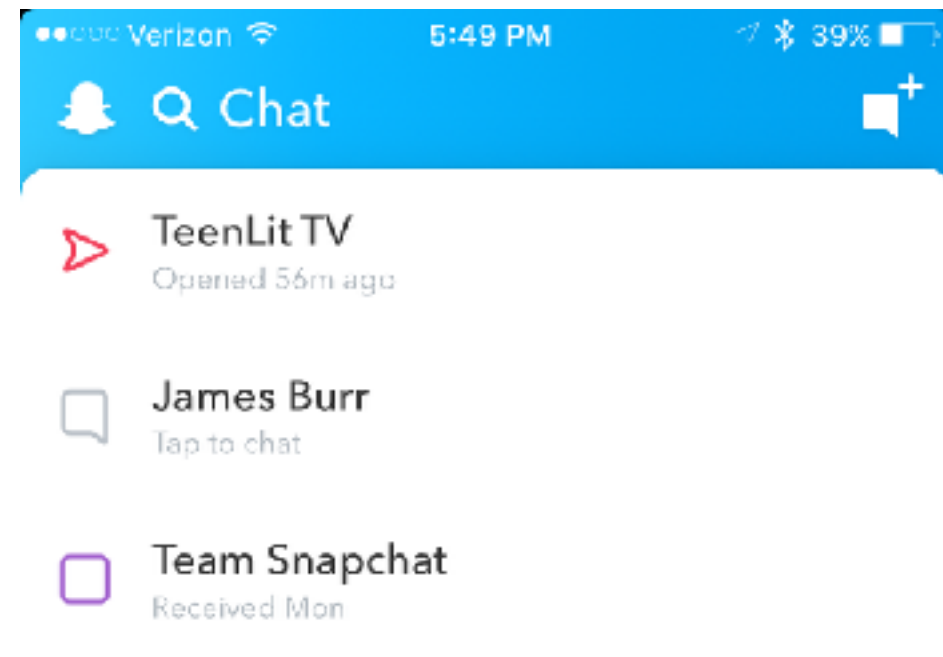 Verizon 5:49 PM 39%
Chat
TeenLit TV
Opened 56m ago
James Burr
Tap to chat
Team Snapchat
Received Mon